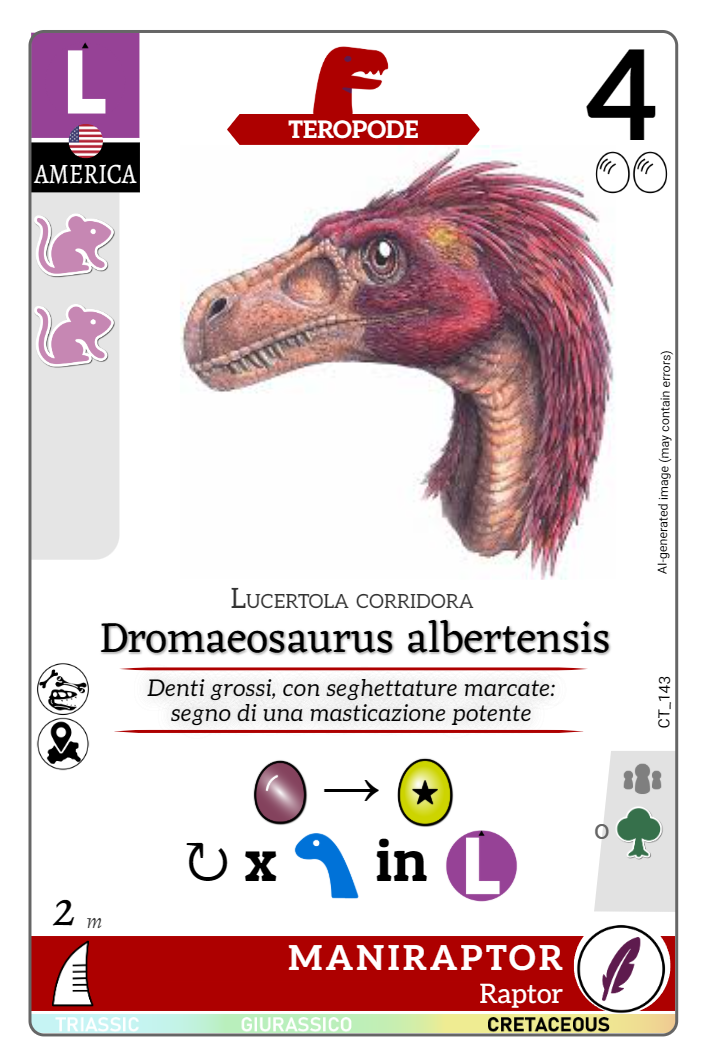 L
AMERICA
TEROPODE
4
AI-generated image (may contain errors)
LUCERTOLA CORRIDORA
Dromaeosaurus albertensis
Denti grossi, con seghettature marcate:
segno di una masticazione potente
CT_143
→ ★
↻ x in L
o
2 m
MANIRAPTOR
Raptor
TRIASSIC GIURASSICO CRETACEOUS